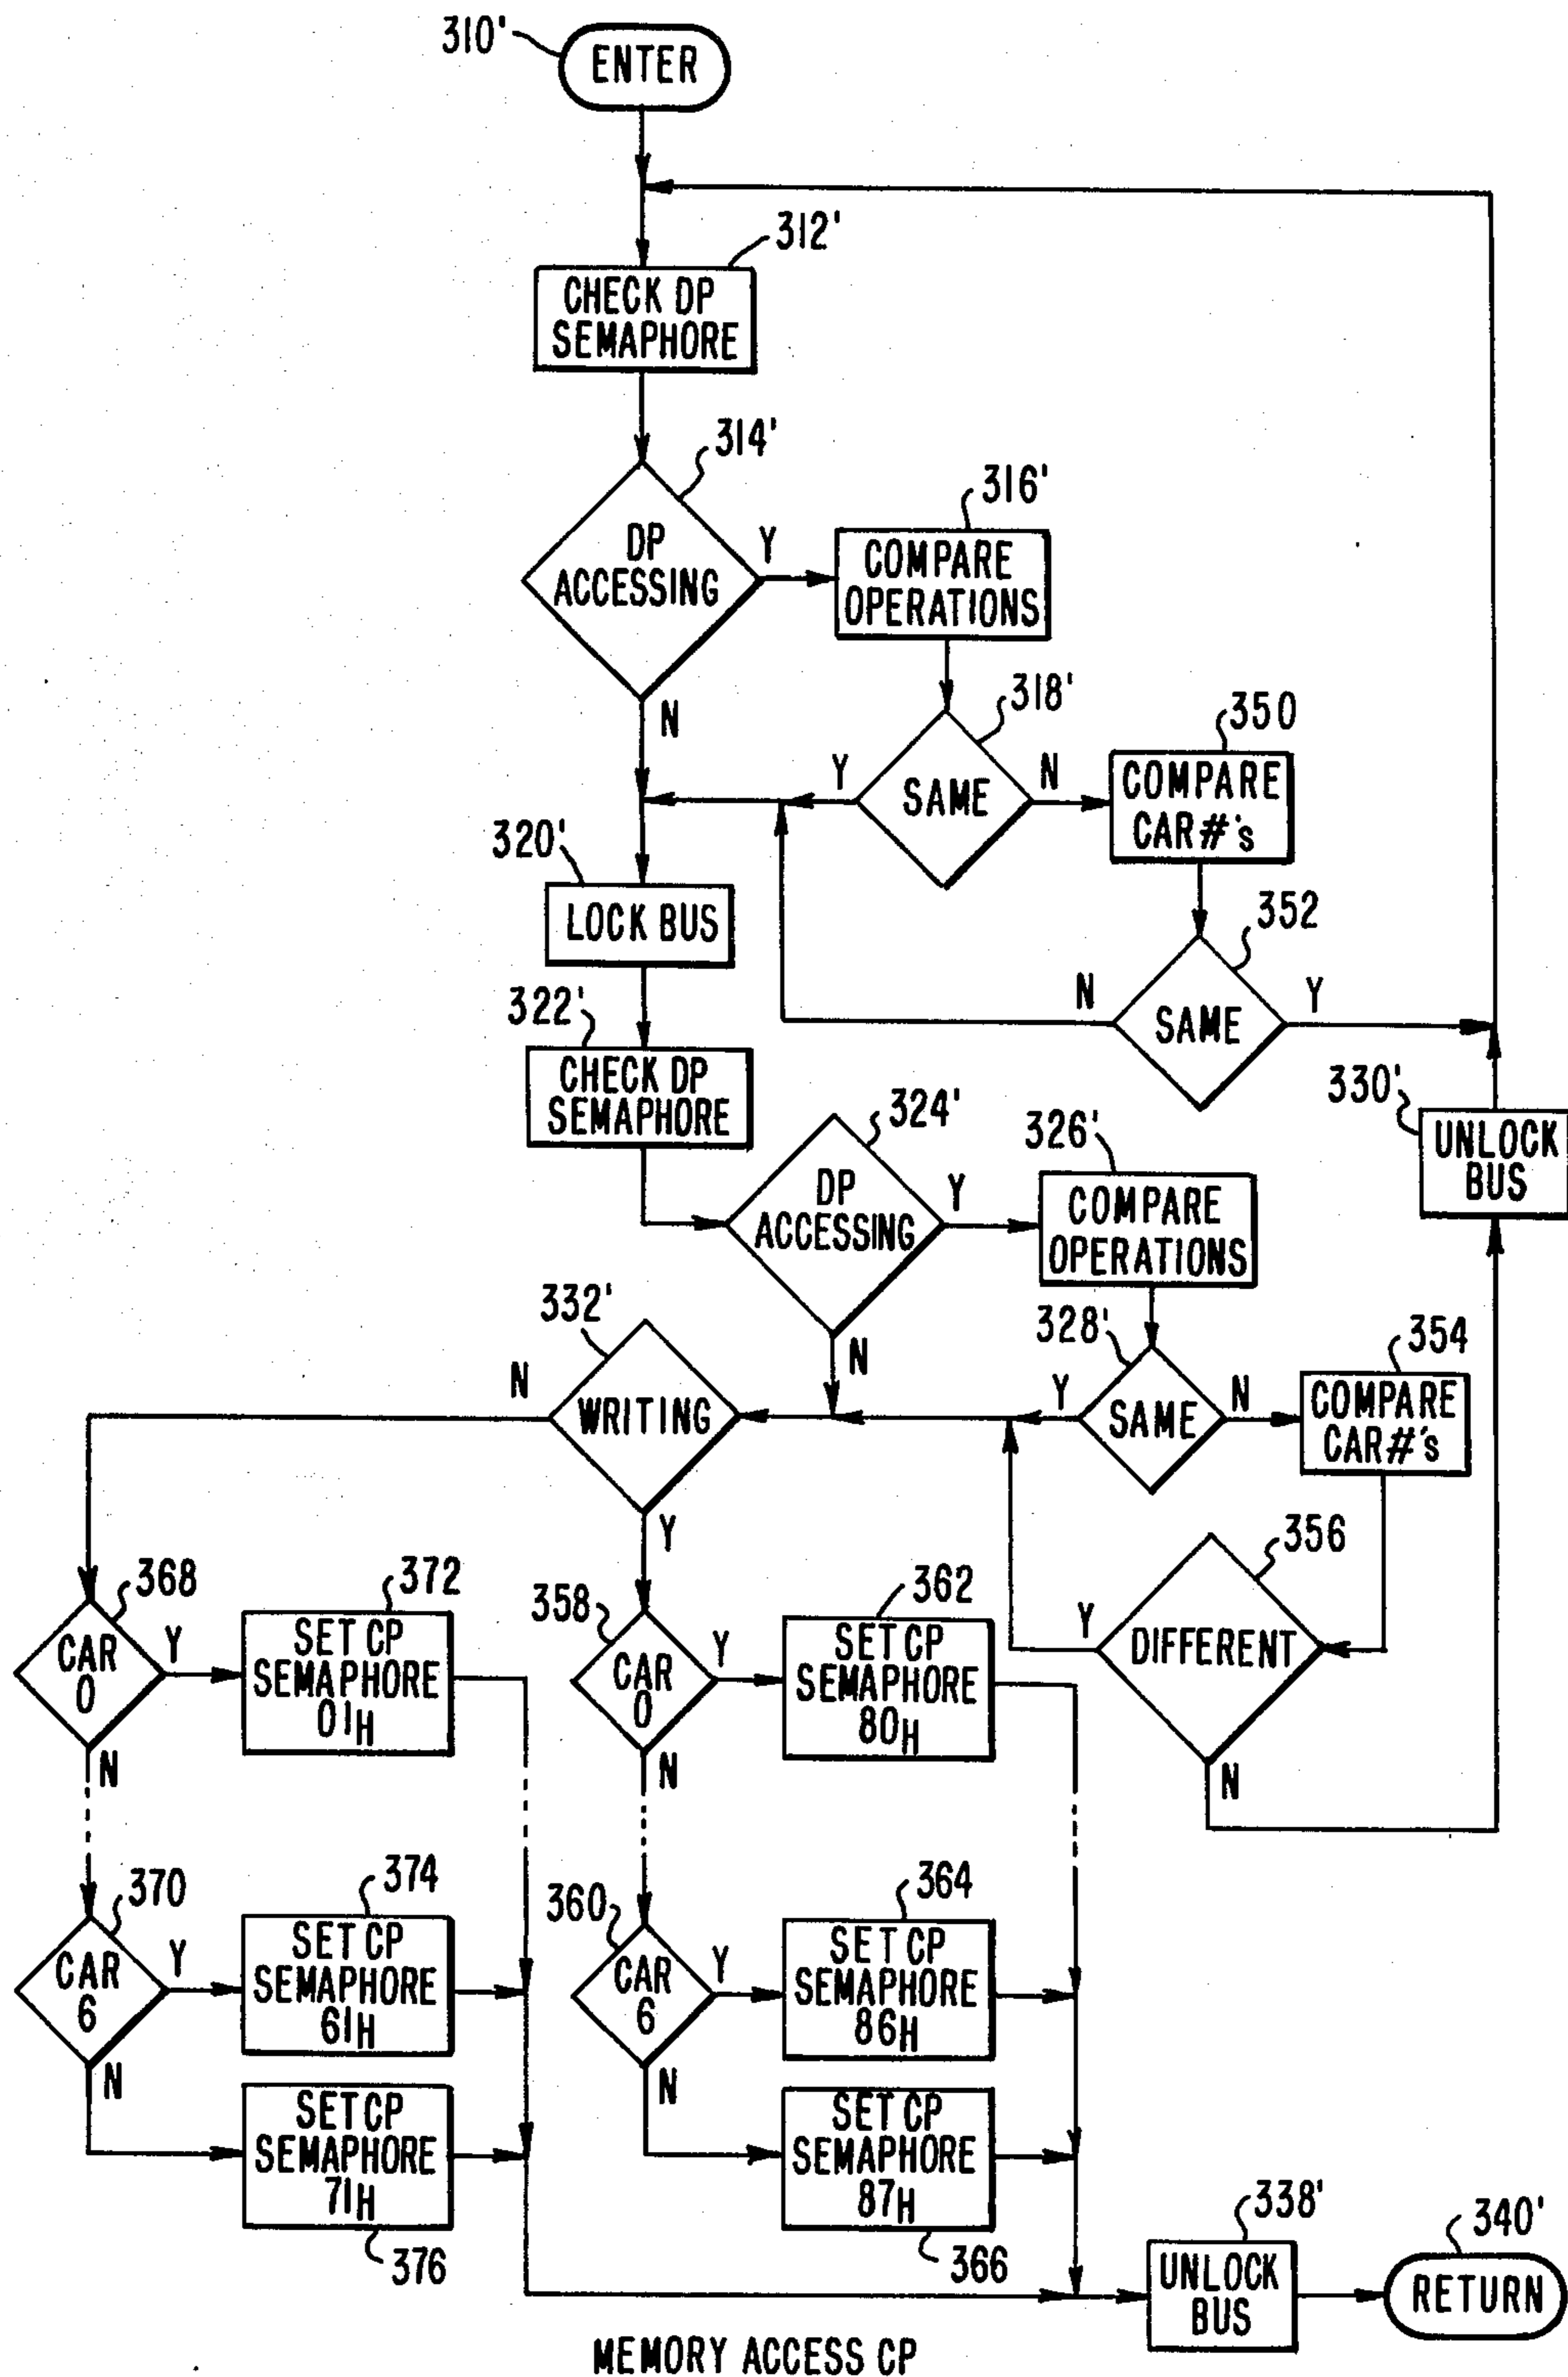 310'
ENTER
312'
CHECK DP
SEMAPHORE
314'
DP
ACCESSING
Y
N
316'
COMPARE
OPERATIONS
318'
SAME
Y
N
350
COMPARE
CAR#'s
352
SAME
N
Y
320'
LOCK BUS
322'
CHECK DP
SEMAPHORE
324'
DP
ACCESSING
Y
N
326'
COMPARE
OPERATIONS
330'
UNLOCK
BUS
328'
SAME
Y
N
354
COMPARE
CAR#'s
356
DIFFERENT
Y
N
332'
WRITING
N
Y
368
CAR
0
Y
N
372
SET CP
SEMAPHORE
01H
358
CAR
0
Y
N
362
SET CP
SEMAPHORE
80H
370
CAR
6
Y
N
374
SET CP
SEMAPHORE
61H
360
CAR
6
Y
N
364
SET CP
SEMAPHORE
86H
SET CP
SEMAPHORE
71H
376
SET CP
SEMAPHORE
87H
366
338'
UNLOCK
BUS
340'
RETURN
MEMORY ACCESS CP